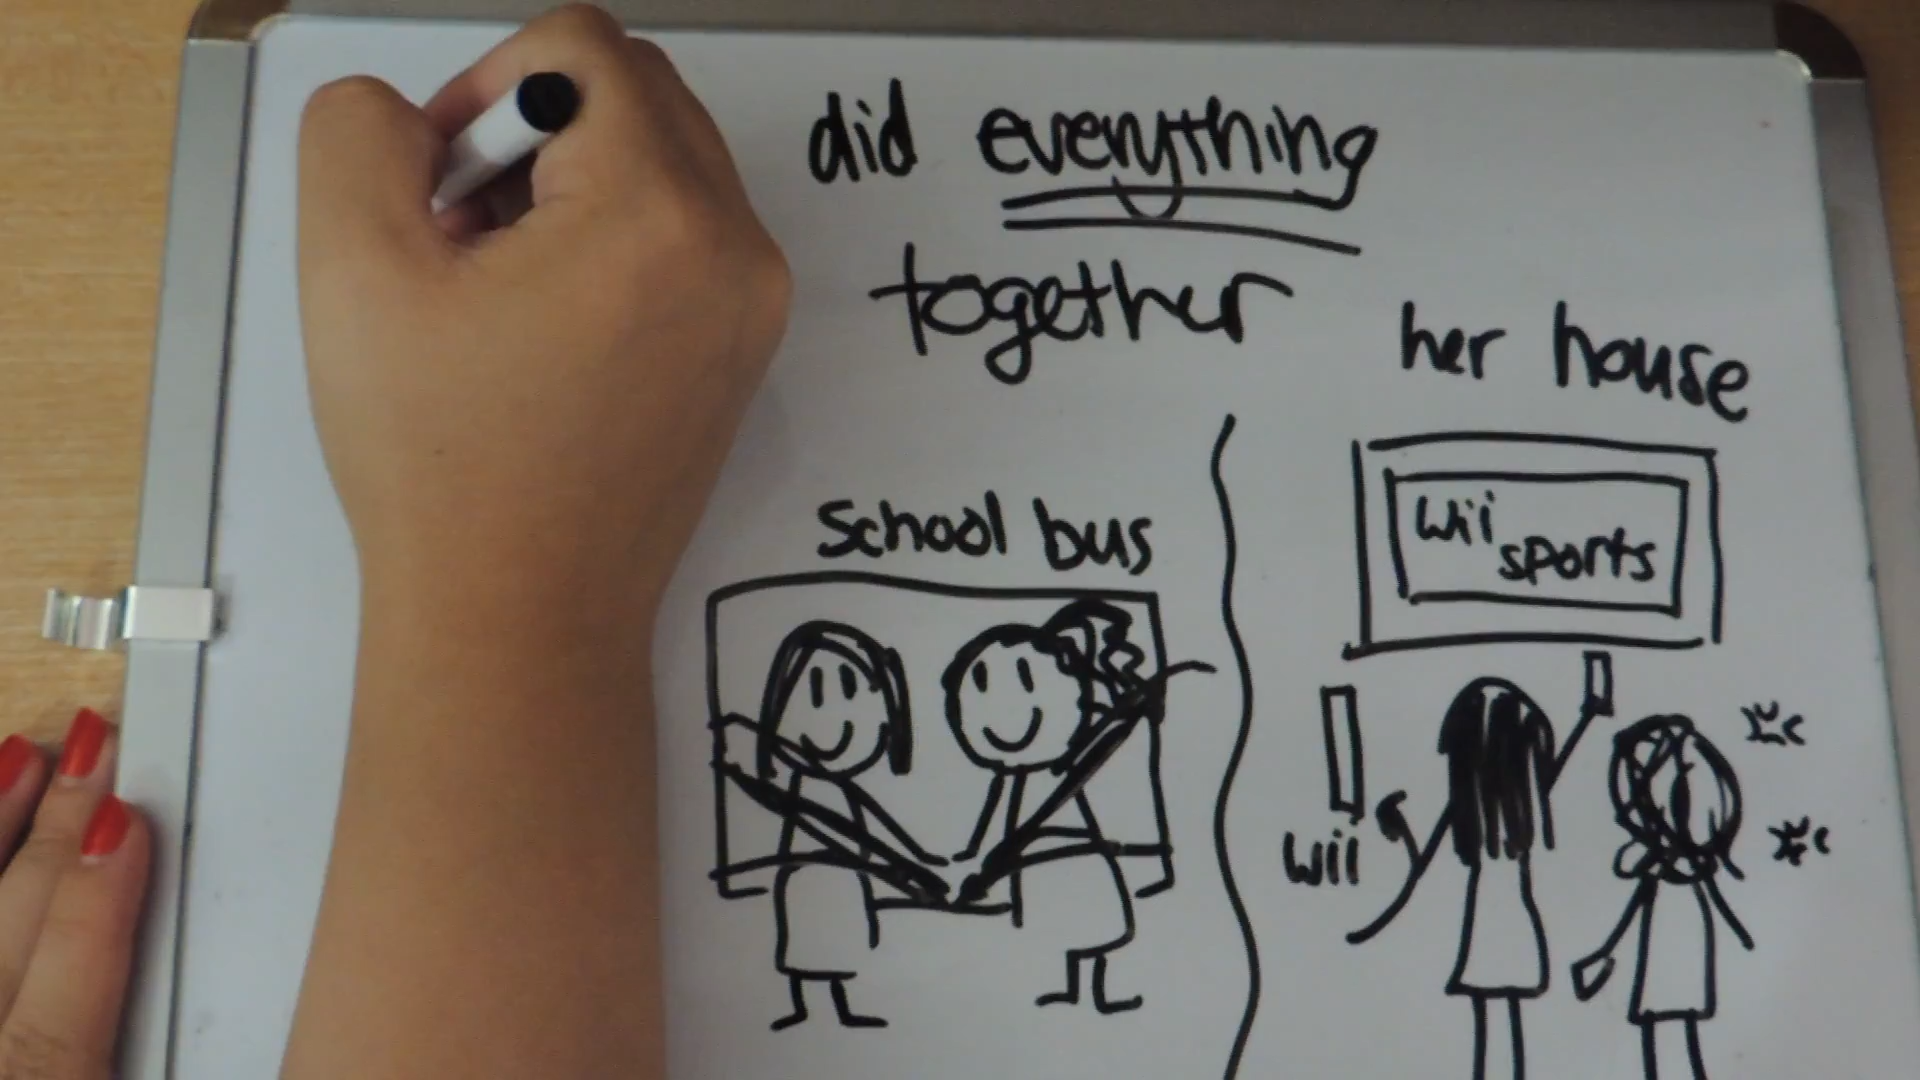 did everything
together
her house
School bus
Wii
sports
Wii